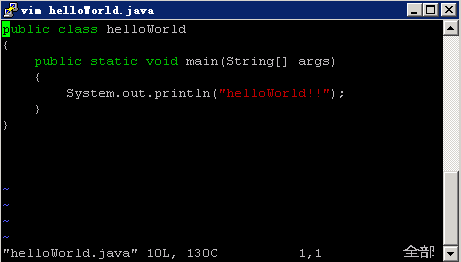 vim helloWorld.java
public class helloWorld
{
    public static void main(String[] args)
    {
        System.out.println("helloWorld!!");
    }
}
~
~
~
~
"helloWorld.java" 10L, 130C 1,1 全部